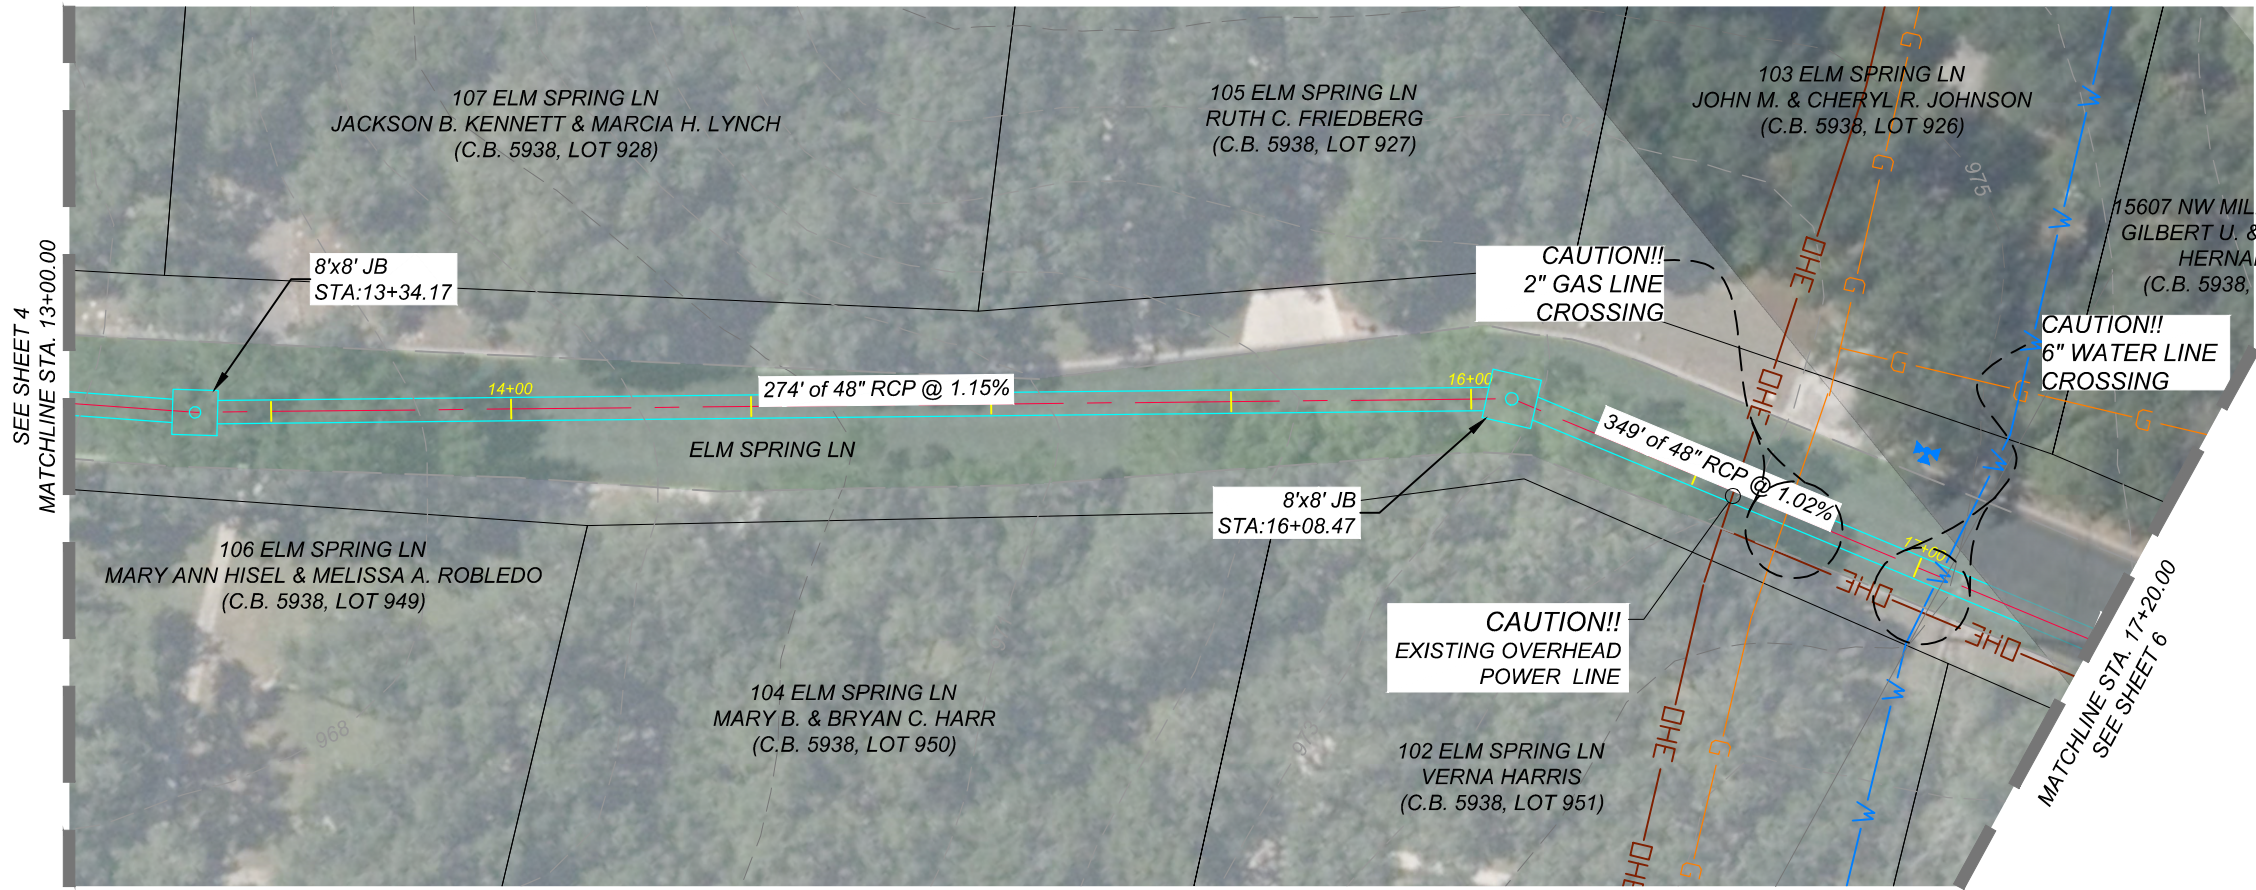 SEE SHEET 4
MATCHLINE STA. 13+00.00
107 ELM SPRING LN
JACKSON B. KENNETT & MARCIA H. LYNCH
(C.B. 5938, LOT 928)
105 ELM SPRING LN
RUTH C. FRIEDBERG
(C.B. 5938, LOT 927)
103 ELM SPRING LN
JOHN M. & CHERYL R. JOHNSON
(C.B. 5938, LOT 926)
15607 NW MIL
GILBERT U. &
HERNA
(C.B. 5938,
975
8'x8' JB
STA:13+34.17
CAUTION!!
2" GAS LINE
CROSSING
CAUTION!!
6" WATER LINE
CROSSING
14+00
274' of 48" RCP @ 1.15%
16+00
349' of 48" RCP @ 1.02%
17+00
ELM SPRING LN
8'x8' JB
STA:16+08.47
106 ELM SPRING LN
MARY ANN HISEL & MELISSA A. ROBLEDO
(C.B. 5938, LOT 949)
104 ELM SPRING LN
MARY B. & BRYAN C. HARR
(C.B. 5938, LOT 950)
CAUTION!!
EXISTING OVERHEAD
POWER LINE
102 ELM SPRING LN
VERNA HARRIS
(C.B. 5938, LOT 951)
968
OHE
OHE
OHE
OHE
OHE
OHE
G
G
G
G
G
G
G
G
W
W
W
W
W
W
W
MATCHLINE STA. 17+20.00
SEE SHEET 6